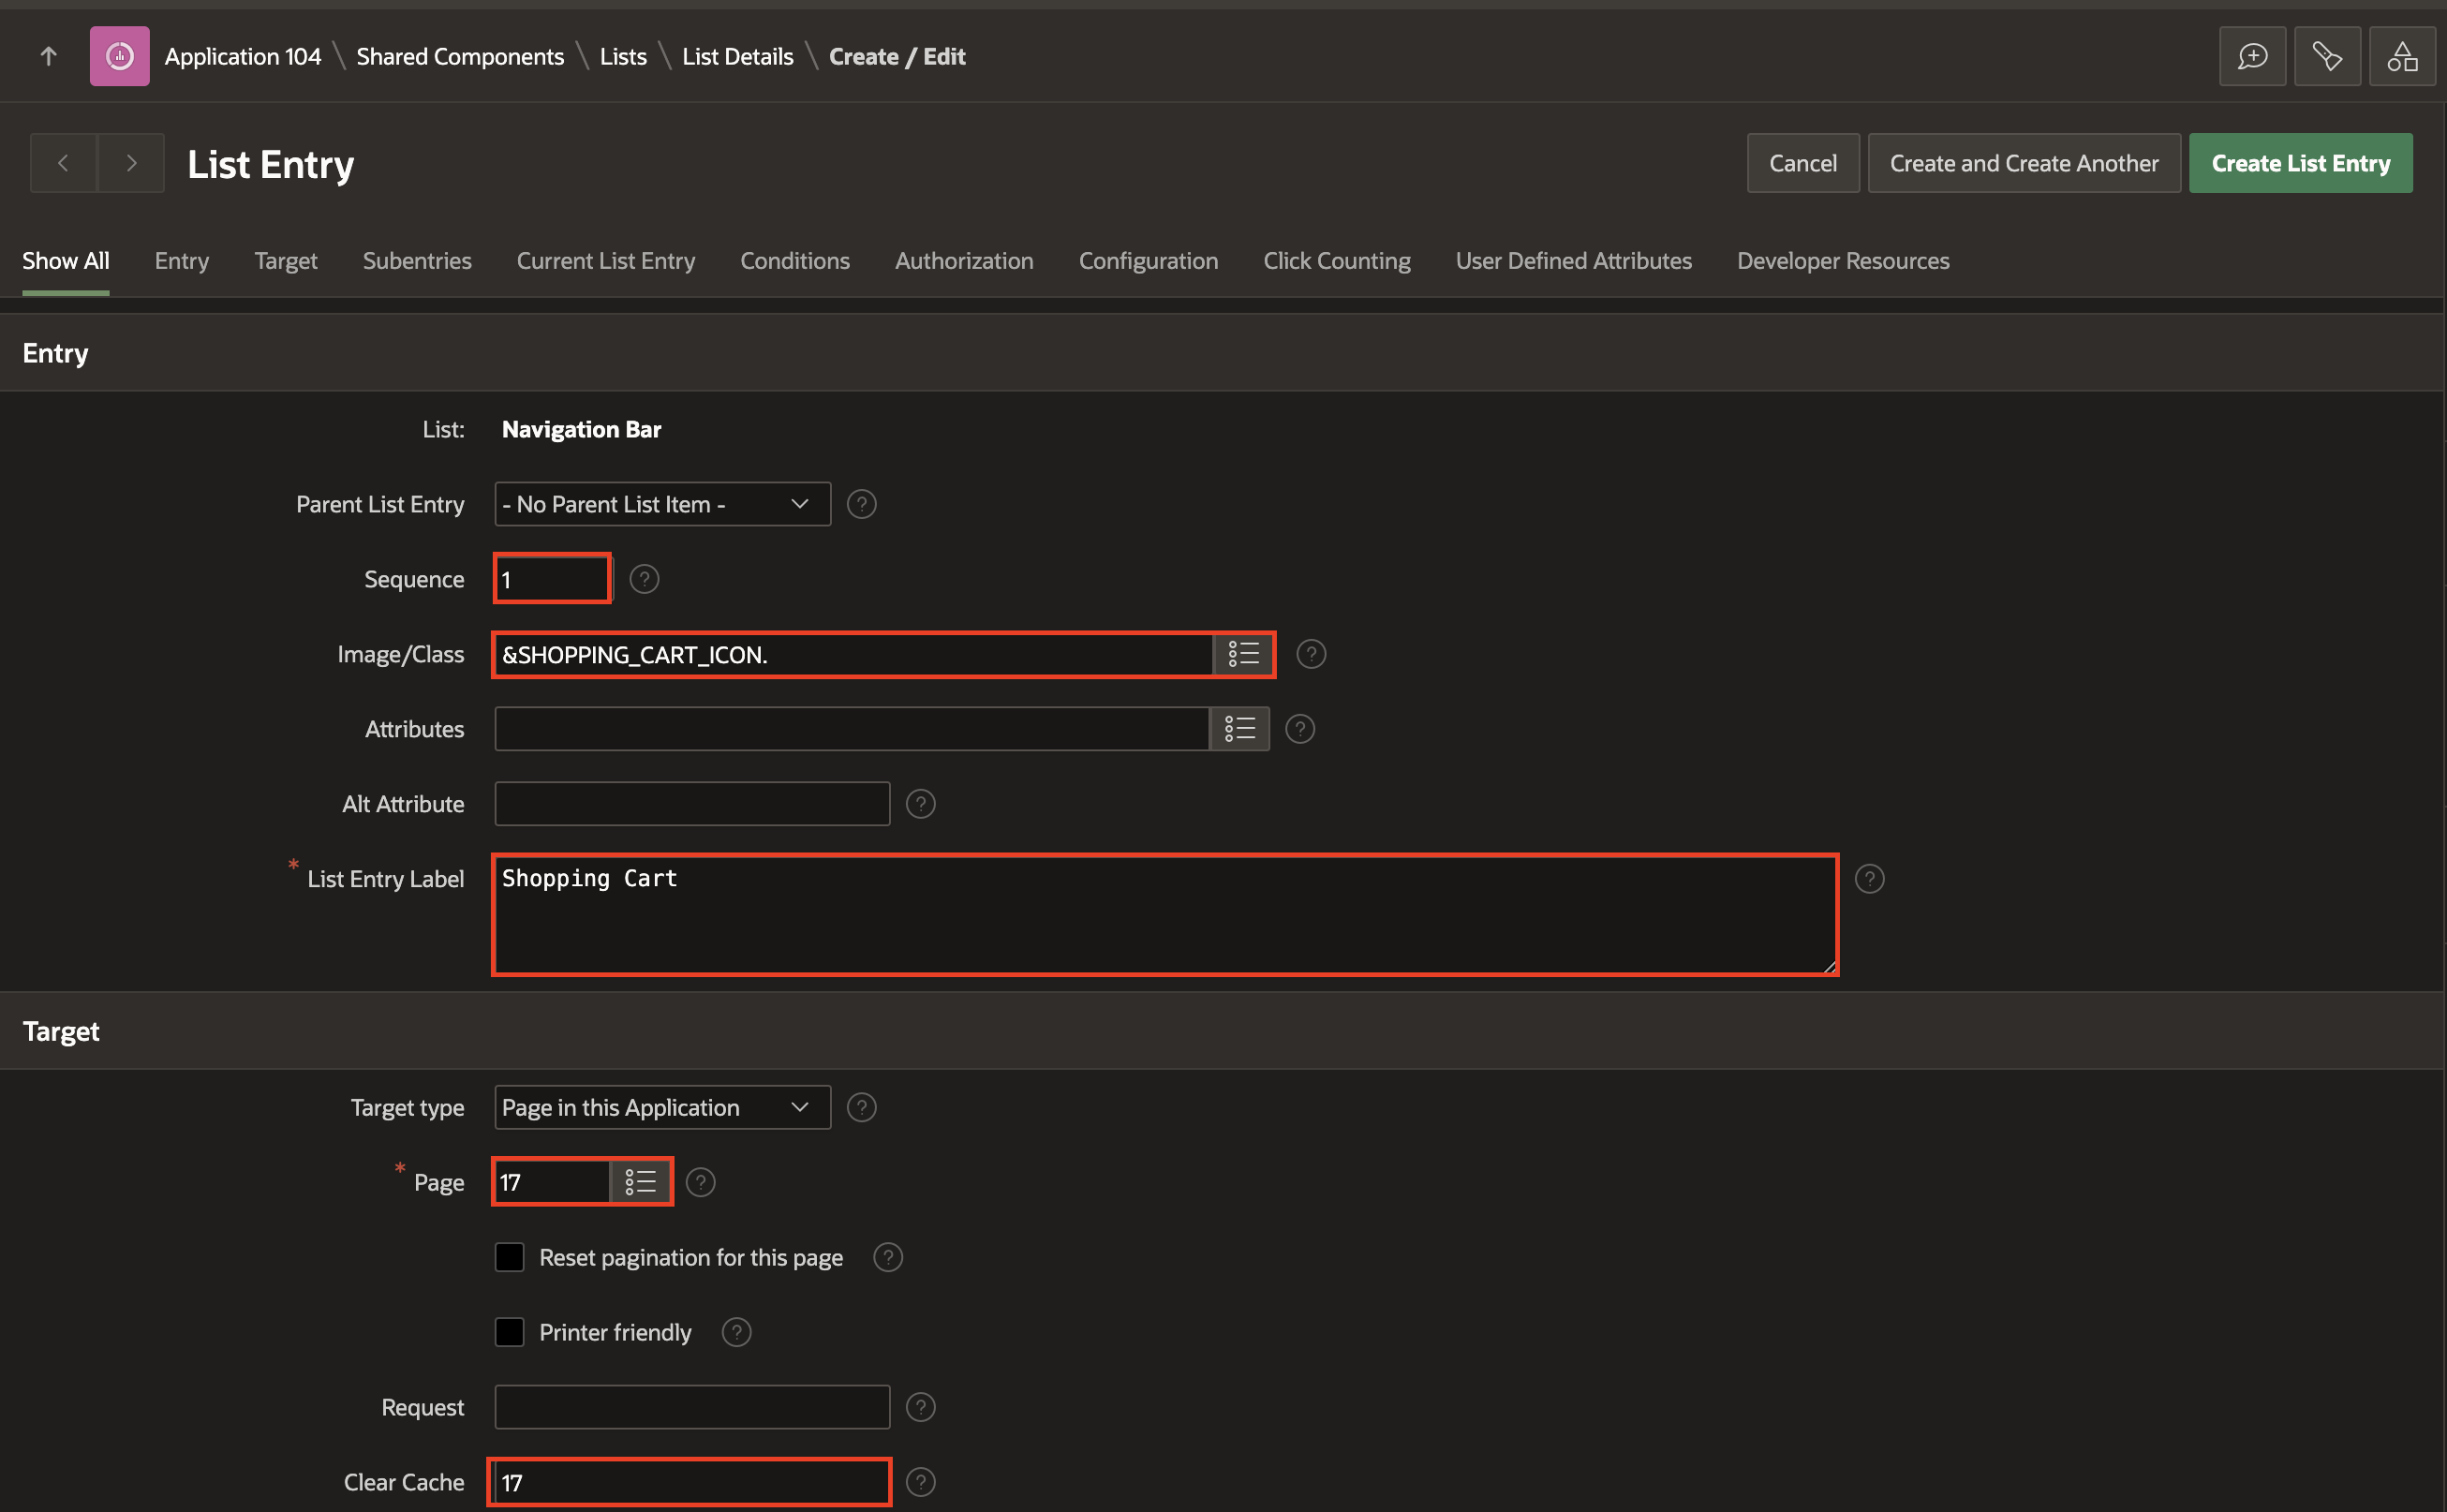 Application 104 \ Shared Components \ Lists \ List Details \ Create / Edit
List Entry
Cancel
Create and Create Another
Create List Entry
Show All
Entry
Target
Subentries
Current List Entry
Conditions
Authorization
Configuration
Click Counting
User Defined Attributes
Developer Resources
Entry
List: Navigation Bar
Parent List Entry - No Parent List Item - ?
Sequence 1 ?
Image/Class &SHOPPING_CART_ICON. ?
Attributes ?
Alt Attribute ?
* List Entry Label Shopping Cart ?
Target
Target type Page in this Application ?
* Page 17 ?
Reset pagination for this page ?
Printer friendly ?
Request ?
Clear Cache 17 ?